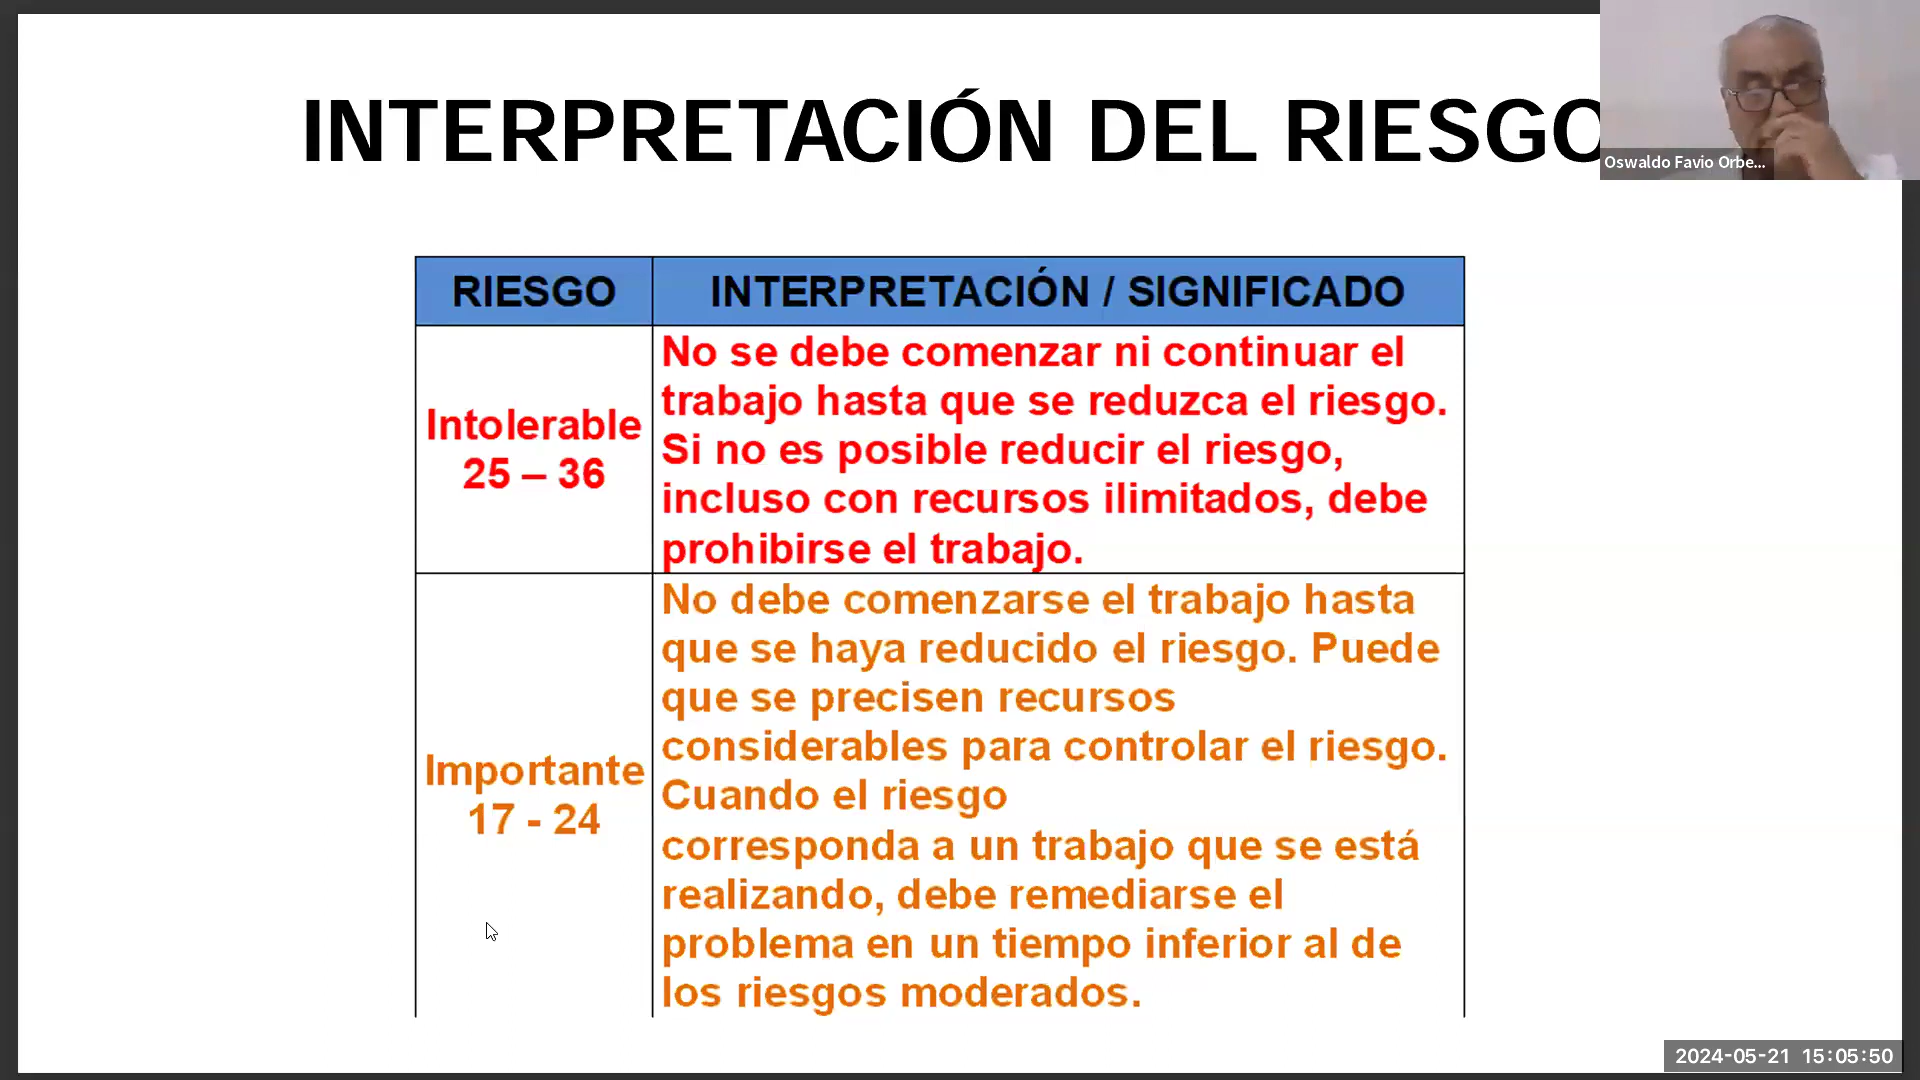 INTERPRETACIÓN DEL RIESGO
Oswaldo Favio Orbe...
RIESGO
INTERPRETACIÓN / SIGNIFICADO
Intolerable
25 – 36
No se debe comenzar ni continuar el
trabajo hasta que se reduzca el riesgo.
Si no es posible reducir el riesgo,
incluso con recursos ilimitados, debe
prohibirse el trabajo.
Importante
17 - 24
No debe comenzarse el trabajo hasta
que se haya reducido el riesgo. Puede
que se precisen recursos
considerables para controlar el riesgo.
Cuando el riesgo
corresponda a un trabajo que se está
realizando, debe remediarse el
problema en un tiempo inferior al de
los riesgos moderados.
2024-05-21 15:05:50